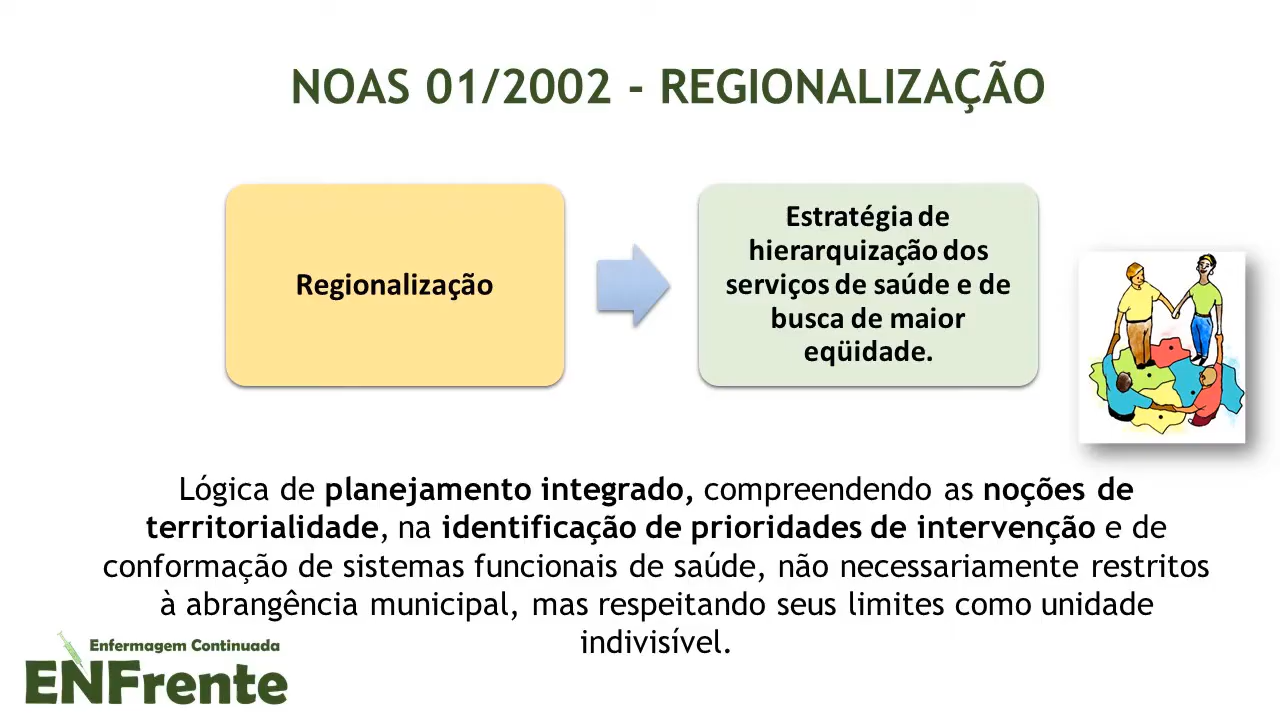 NOAS 01/2002 - REGIONALIZAÇÃO
Regionalização
Estratégia de
hierarquização dos
serviços de saúde e de
busca de maior
eqüidade.
Lógica de planejamento integrado, compreendendo as noções de
territorialidade, na identificação de prioridades de intervenção e de
conformação de sistemas funcionais de saúde, não necessariamente restritos
à abrangência municipal, mas respeitando seus limites como unidade
indivisível.
Enfermagem Continuada
ENFrente